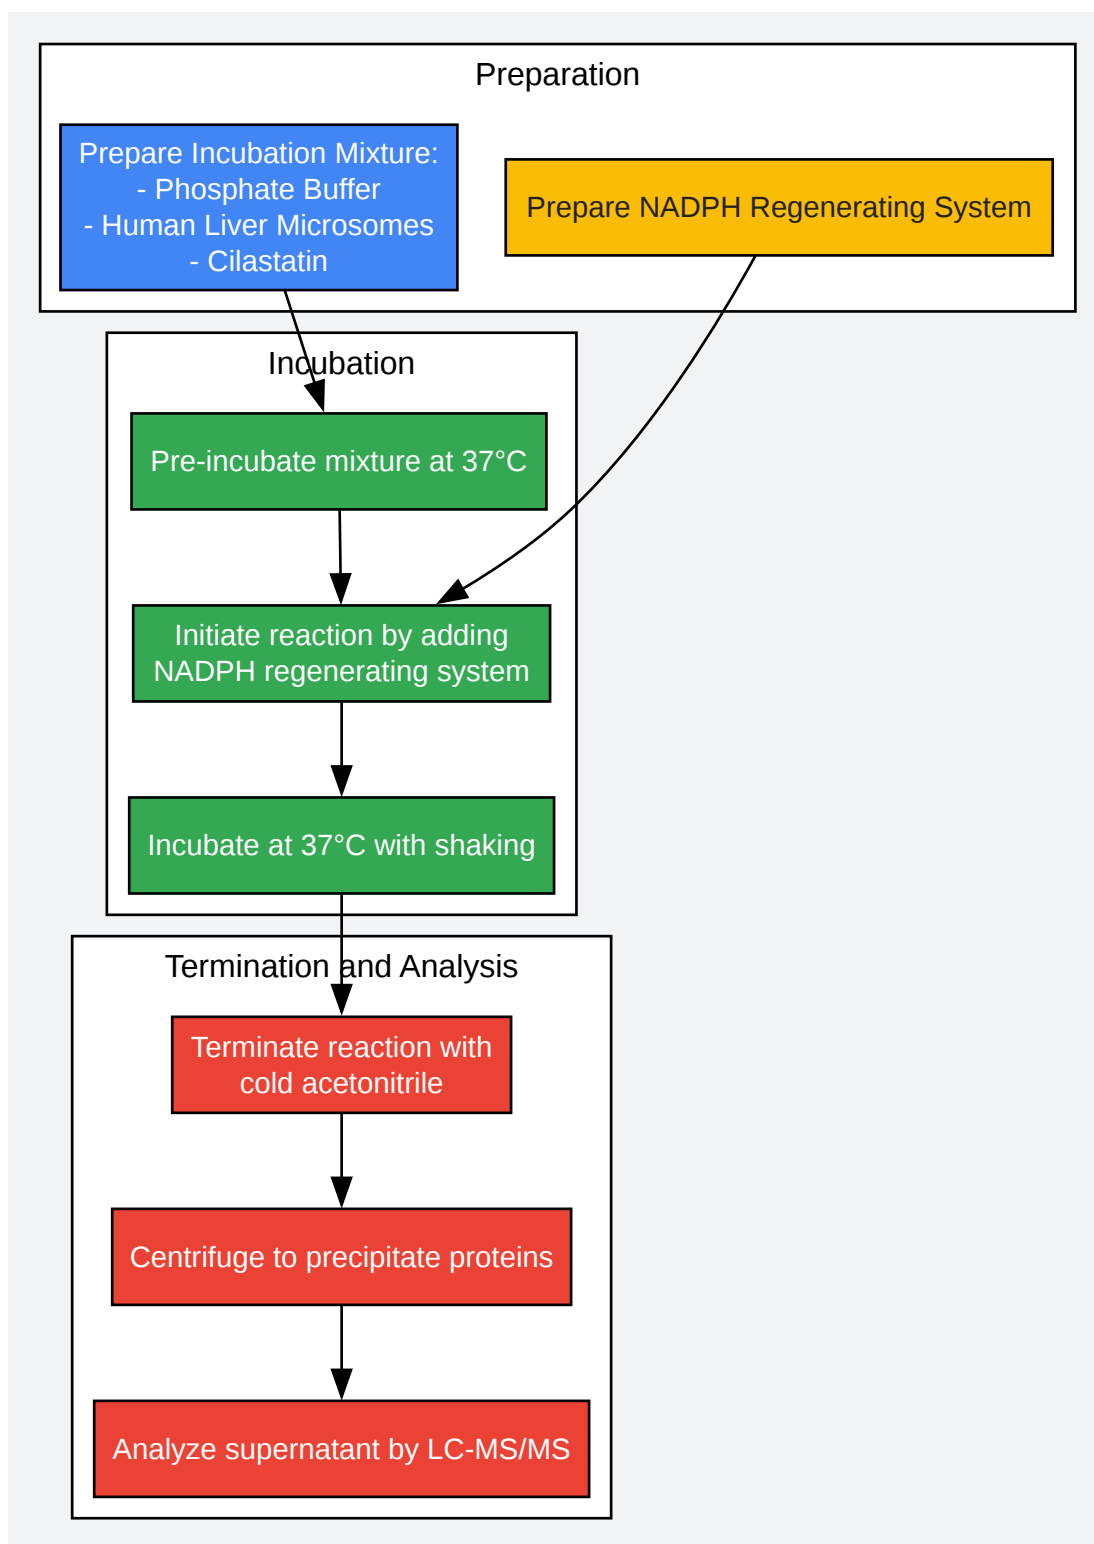 Preparation
Prepare Incubation Mixture:
- Phosphate Buffer
- Human Liver Microsomes
- Cilastatin
Prepare NADPH Regenerating System
Incubation
Pre-incubate mixture at 37°C
Initiate reaction by adding
NADPH regenerating system
Incubate at 37°C with shaking
Termination and Analysis
Terminate reaction with
cold acetonitrile
Centrifuge to precipitate proteins
Analyze supernatant by LC-MS/MS